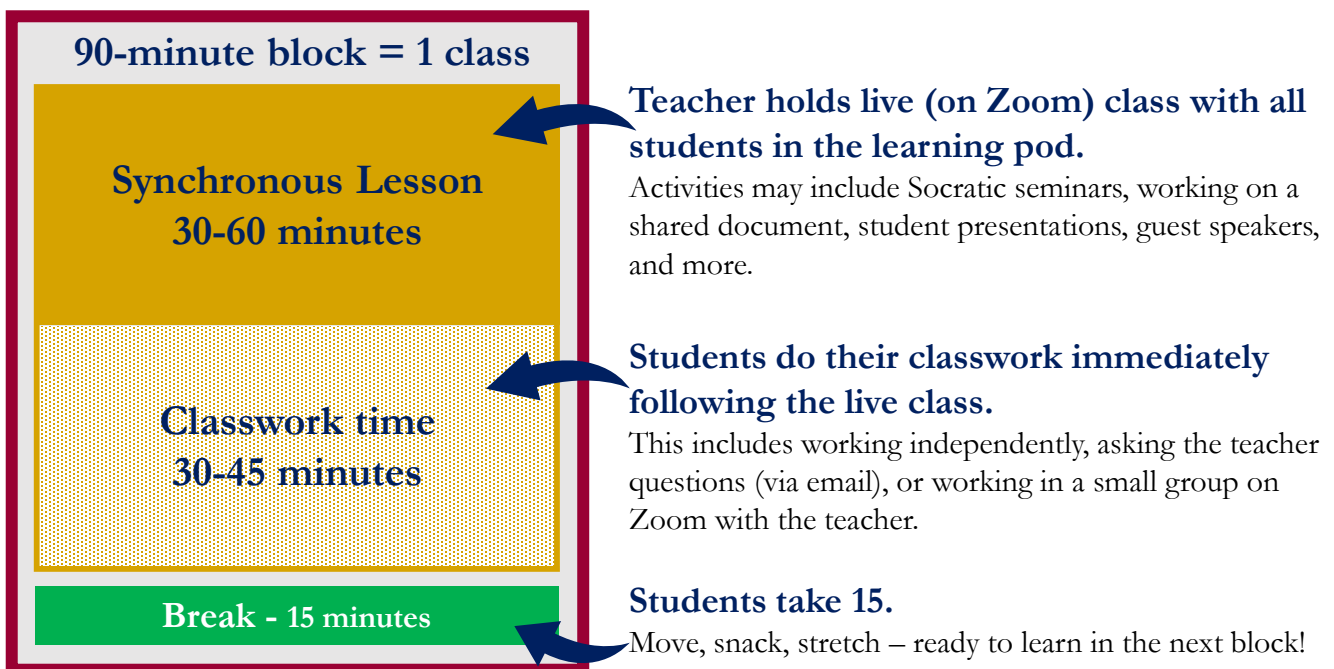 90-minute block = 1 class
Synchronous Lesson
30-60 minutes
Classwork time
30-45 minutes
Break - 15 minutes
Teacher holds live (on Zoom) class with all
students in the learning pod.
Activities may include Socratic seminars, working on a
shared document, student presentations, guest speakers,
and more.
Students do their classwork immediately
following the live class.
This includes working independently, asking the teacher
questions (via email), or working in a small group on
Zoom with the teacher.
Students take 15.
Move, snack, stretch – ready to learn in the next block!